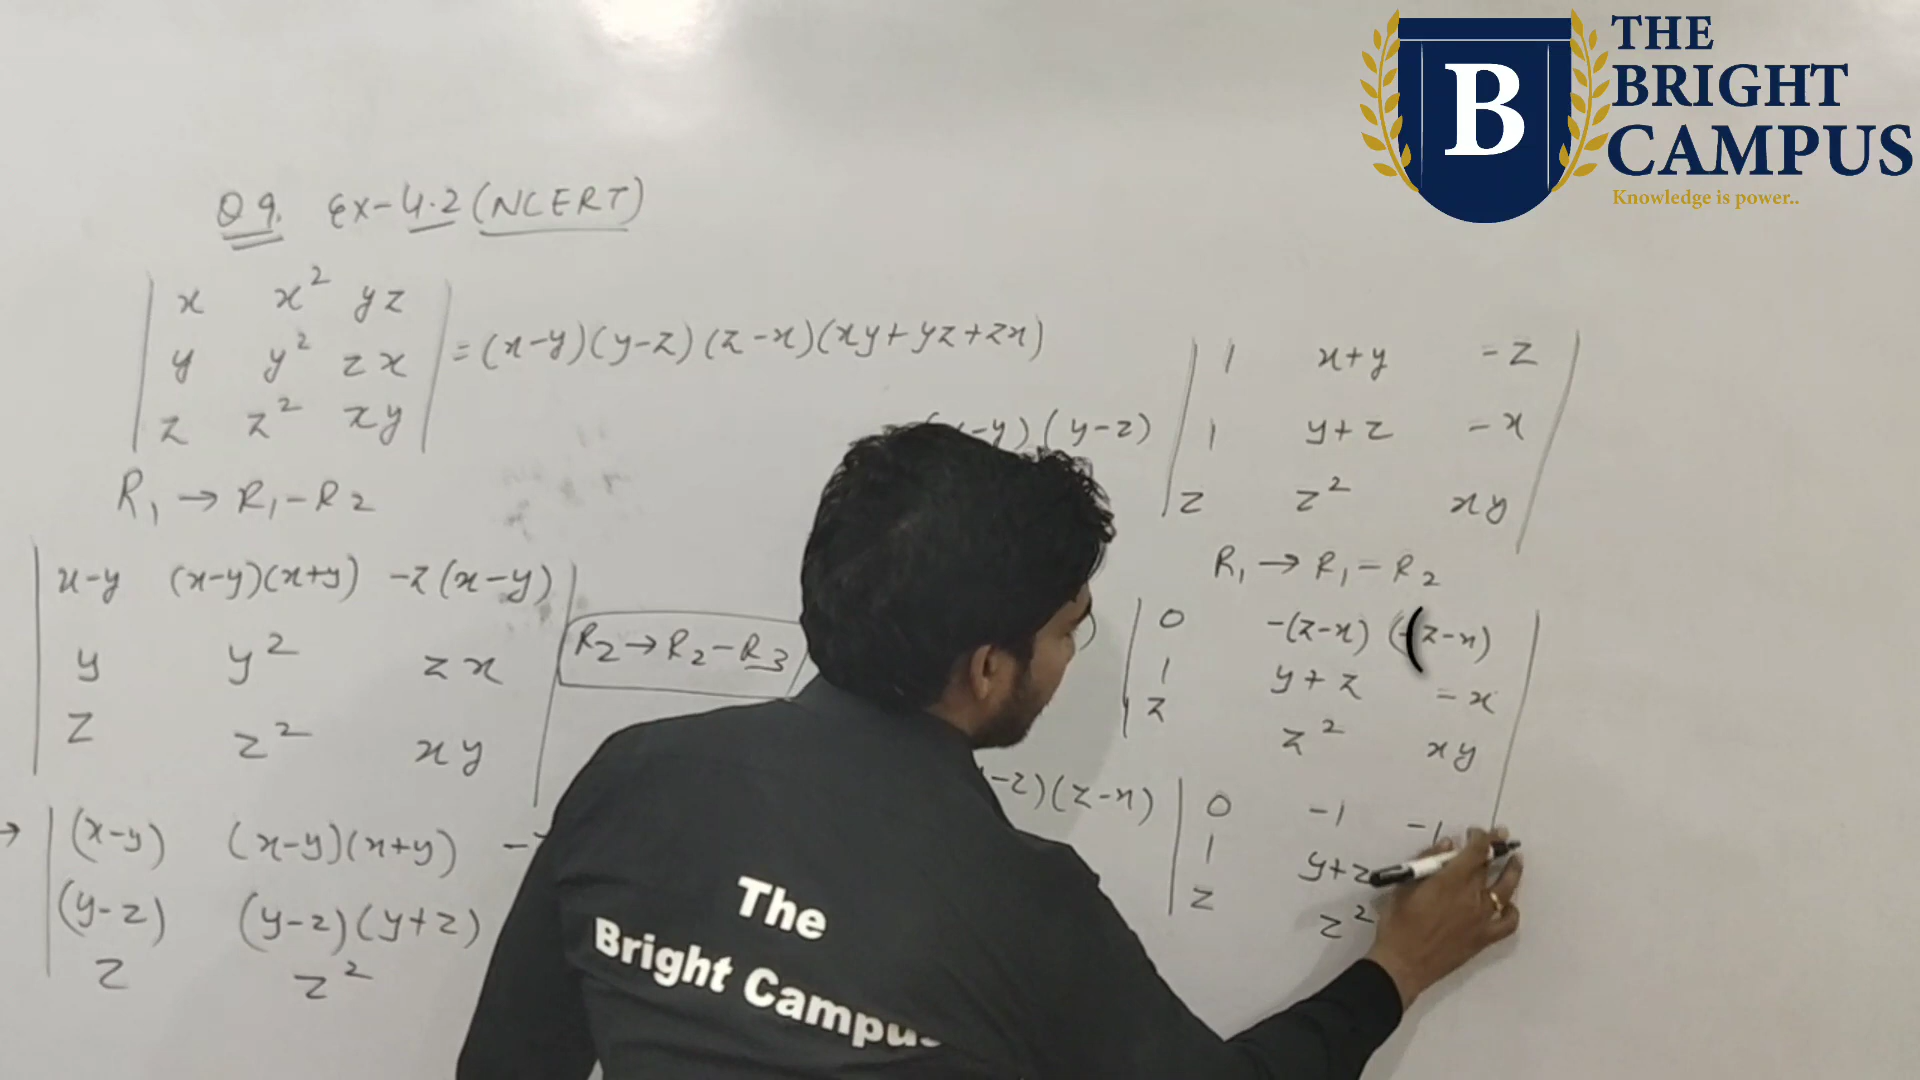 THE
BRIGHT
CAMPUS
Knowledge is power..
Q 9. Ex-4.2 (NCERT)
| x x² yz |
| y y² zx | = (x-y)(y-z)(z-x)(xy+yz+zx)
| z z² xy |
R₁ → R₁-R₂
| x-y (x-y)(x+y) -z(x-y) |
| y y² zx |
| z z² xy |
R₂→R₂-R₃
→ | (x-y) (x-y)(x+y) -
| (y-z) (y-z)(y+z)
| z z²
| 1 x+y -z |
-y)(y-z) | 1 y+z -x |
| z z² xy |
R₁ → R₁-R₂
) | 0 -(z-x) (-(z-x) |
| 1 y+z -x |
| z z² xy |
-z)(z-x) | 0 -1 -1
| 1 y+z
| z z²
The
Bright Campus